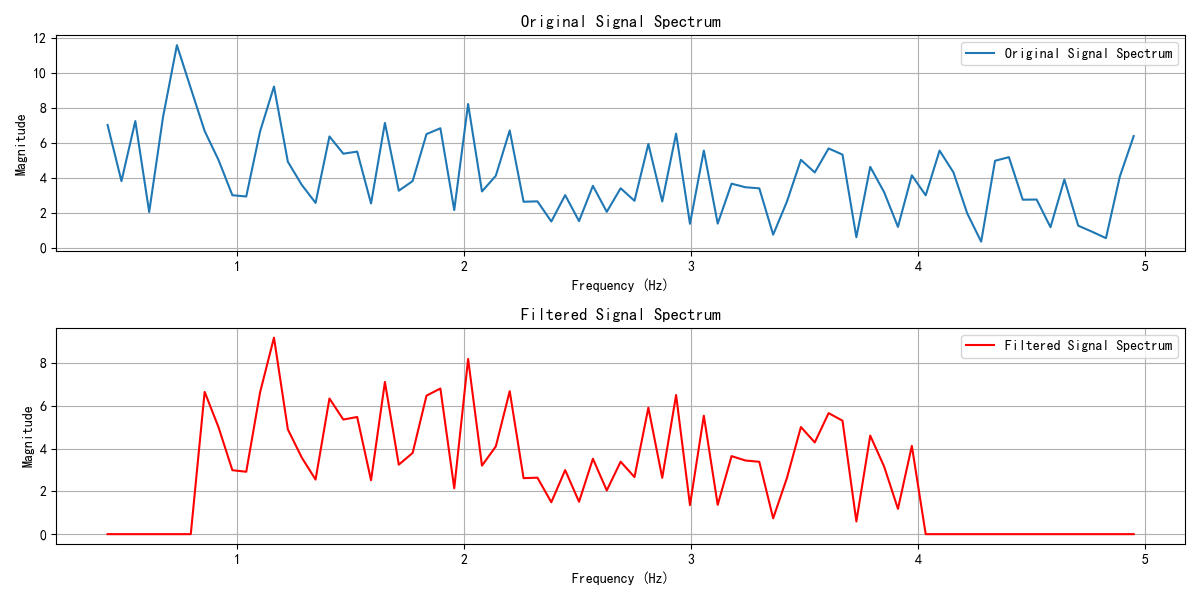 Original Signal Spectrum
12
10
8
6
4
2
0
Magnitude
Original Signal Spectrum
1 2 3 4 5
Frequency (Hz)
Filtered Signal Spectrum
8
6
4
2
0
Magnitude
Filtered Signal Spectrum
1 2 3 4 5
Frequency (Hz)